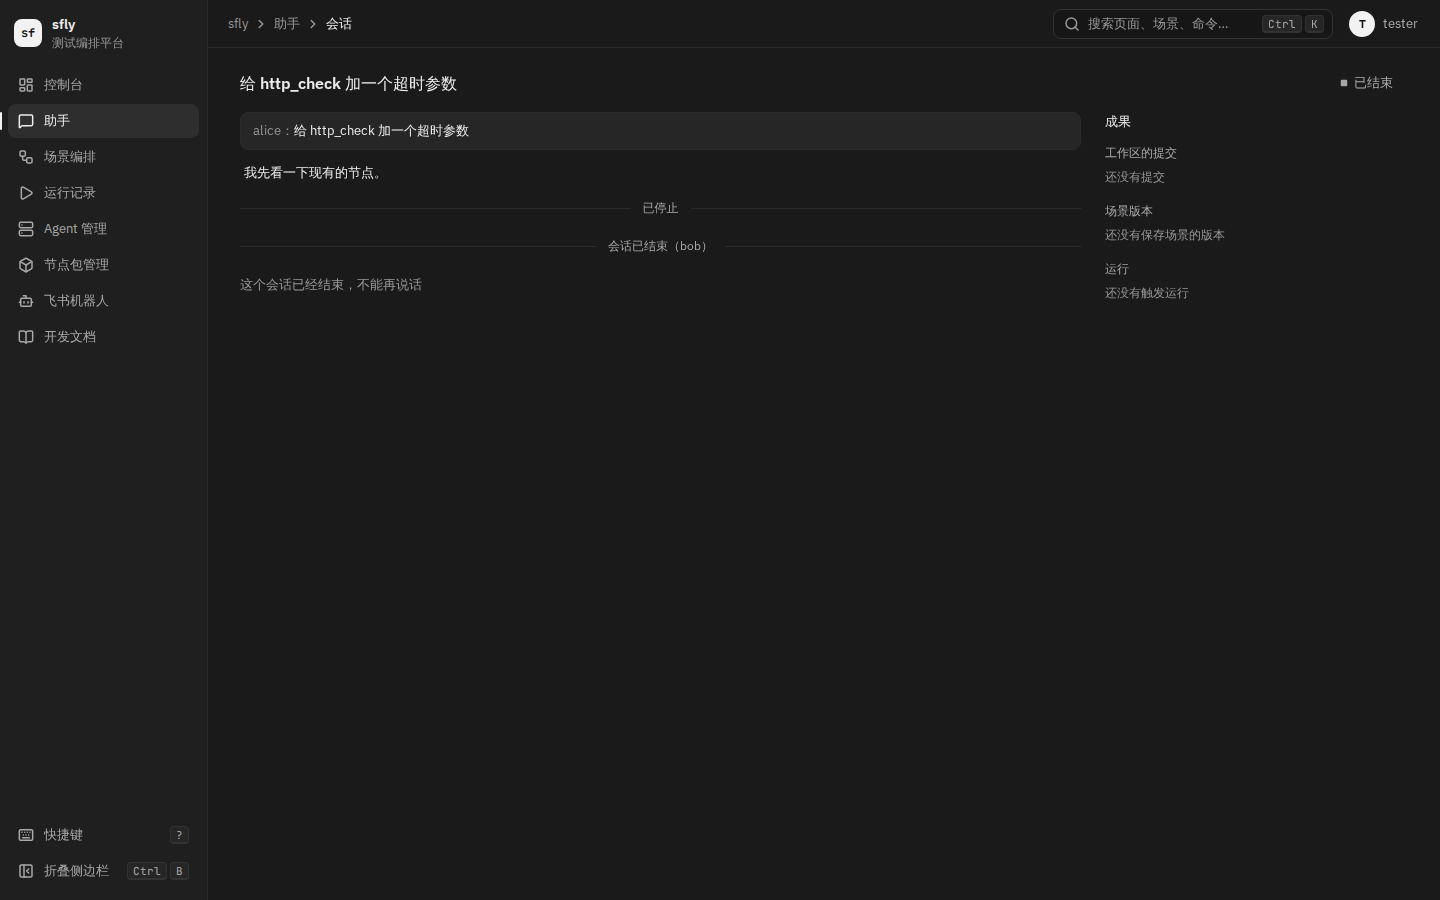 sf
sfly
测试编排平台
控制台
助手
场景编排
运行记录
Agent 管理
节点包管理
飞书机器人
开发文档
快捷键 ?
折叠侧边栏 Ctrl B
sfly > 助手 > 会话
搜索页面、场景、命令... Ctrl K
T tester
给 http_check 加一个超时参数
已结束
alice：给 http_check 加一个超时参数
我先看一下现有的节点。
已停止
会话已结束（bob）
这个会话已经结束，不能再说话
成果
工作区的提交
还没有提交
场景版本
还没有保存场景的版本
运行
还没有触发运行